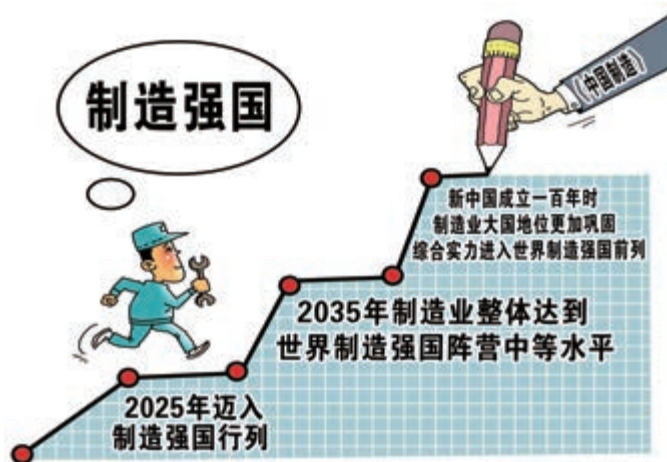 制造强国
《中国制造》
新中国成立一百年时
制造业大国地位更加巩固
综合实力进入世界制造强国前列
2035年制造业整体达到
世界制造强国阵营中等水平
2025年迈入
制造强国行列